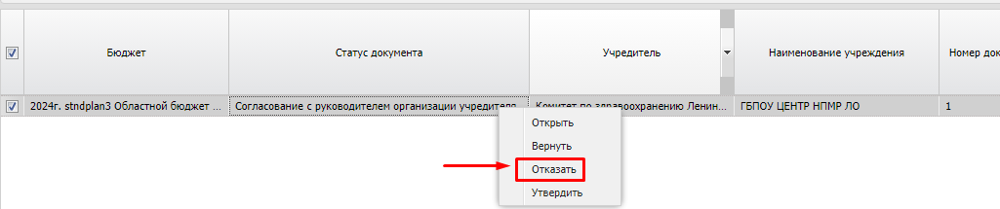 Бюджет Статус документа Учредитель Наименование учреждения Номер док
2024г. stndplan3 Областной бюджет ... Согласование с руководителем организации учредителя Комитет по здравоохранению Ленин... ГБПОУ ЦЕНТР НПМР ЛО 1
Открыть
Вернуть
Отказать
Утвердить